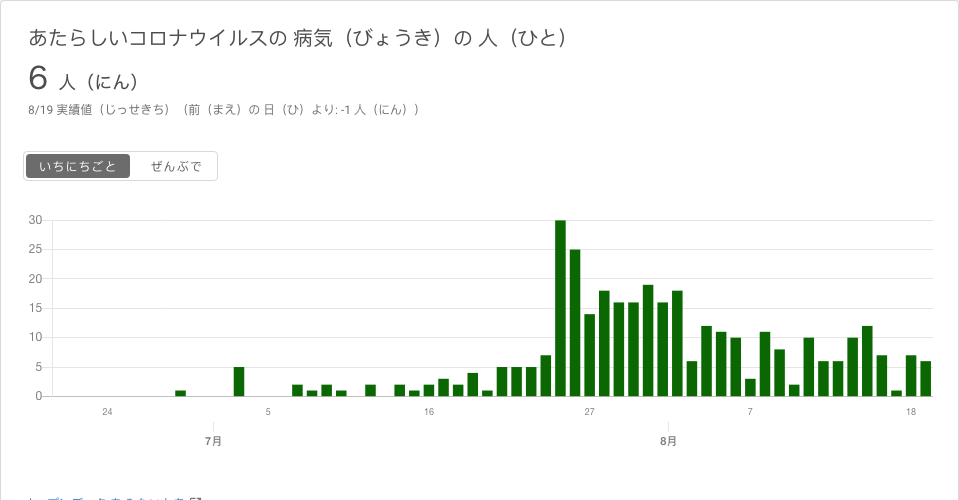 あたらしいコロナウイルスの 病気（びょうき）の 人（ひと）
6 人（にん）
8/19 実績値（じっせきち）（前（まえ）の 日（ひ）より: -1 人（にん））
いちにちごと ぜんぶで
30
25
20
15
10
5
0
24 5 16 27 7 18
7月 8月